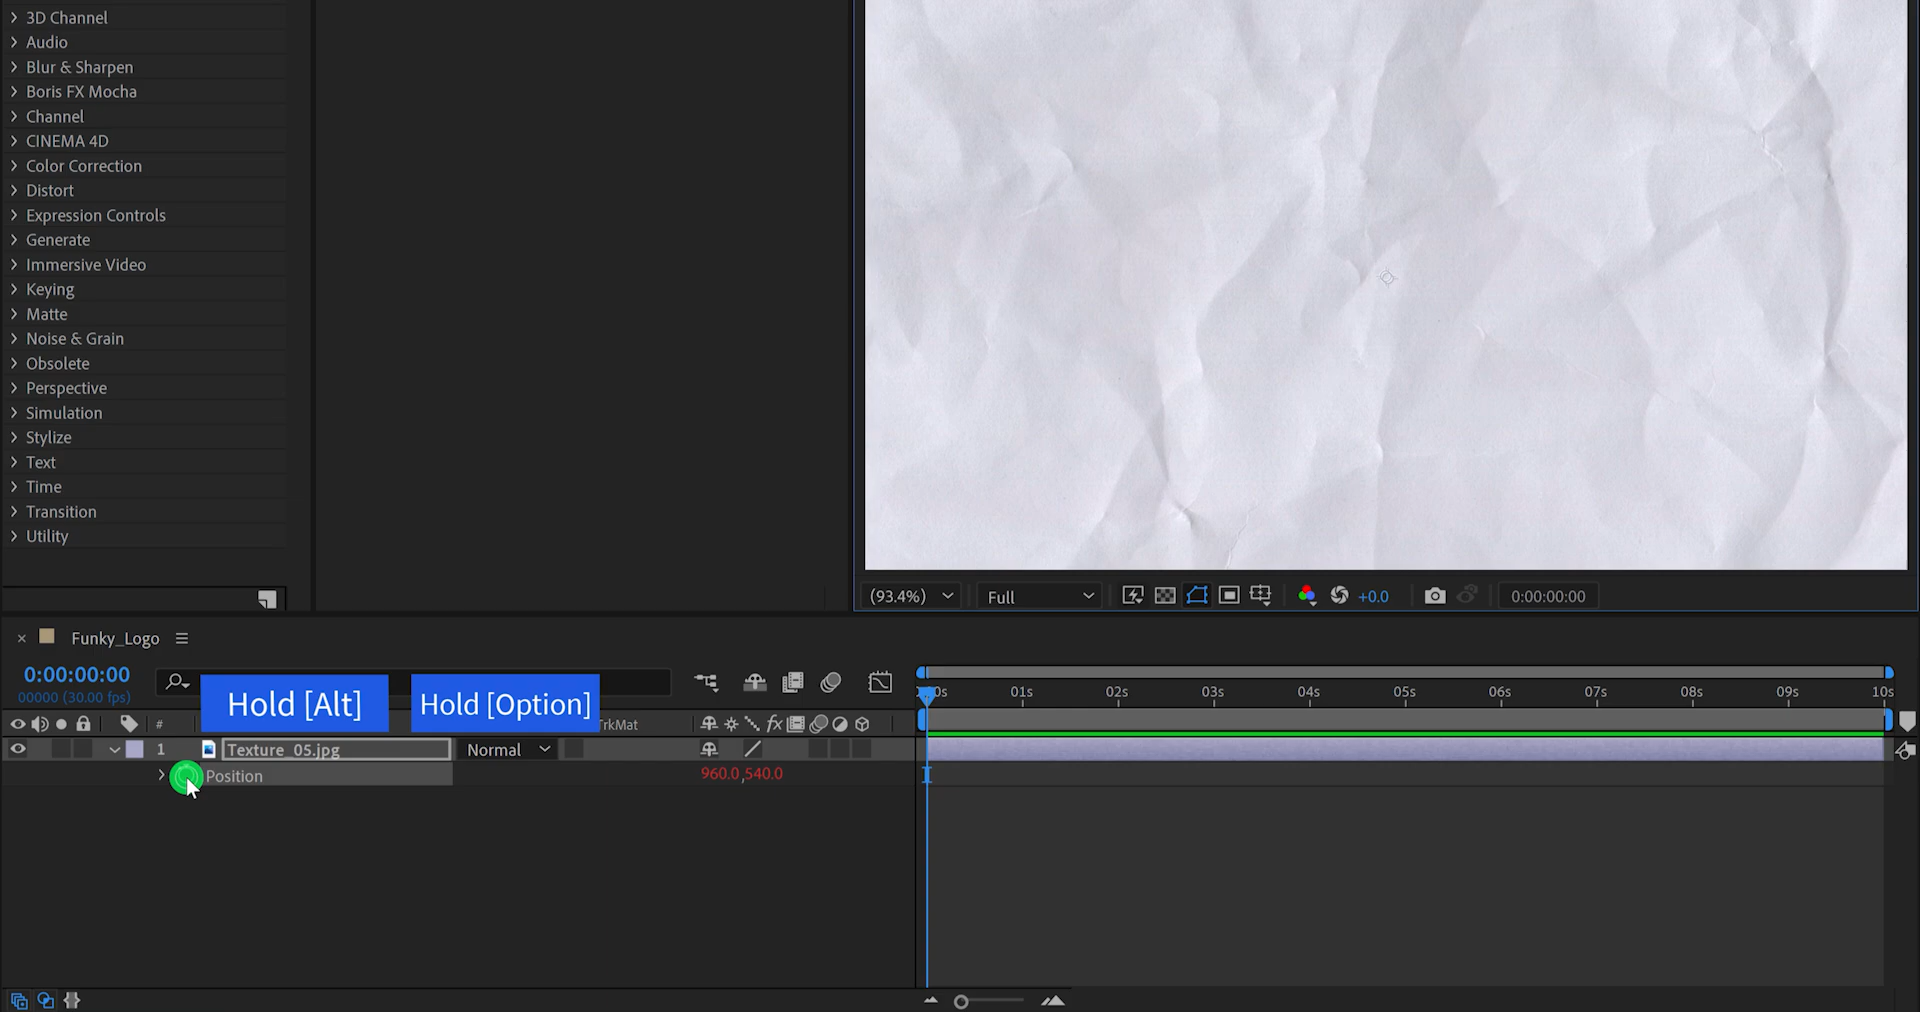 3D Channel
Audio
Blur & Sharpen
Boris FX Mocha
Channel
CINEMA 4D
Color Correction
Distort
Expression Controls
Generate
Immersive Video
Keying
Matte
Noise & Grain
Obsolete
Perspective
Simulation
Stylize
Text
Time
Transition
Utility
(93.4%) Full +0.0 0:00:00:00
Funky_Logo
0:00:00:00
00000 (30.00 fps)
Hold [Alt] Hold [Option]
01s 02s 03s 04s 05s 06s 07s 08s 09s 10s
# TrkMat fx
1 Texture_05.jpg Normal
Position 960.0,540.0